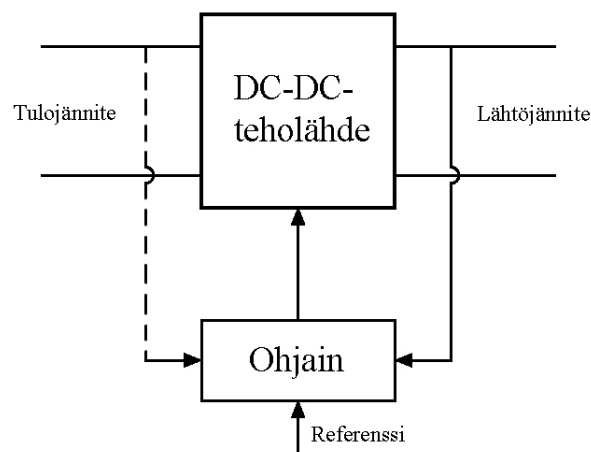 DC-DC-
teholähde
Tulojännite
Lähtöjännite
Ohjain
Referenssi